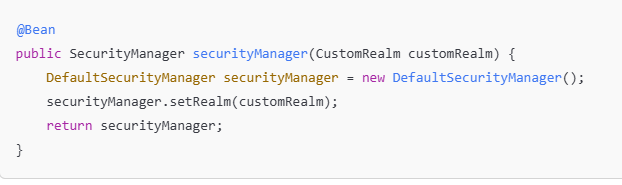 @Bean
public SecurityManager securityManager(CustomRealm customRealm) {
    DefaultSecurityManager securityManager = new DefaultSecurityManager();
    securityManager.setRealm(customRealm);
    return securityManager;
}